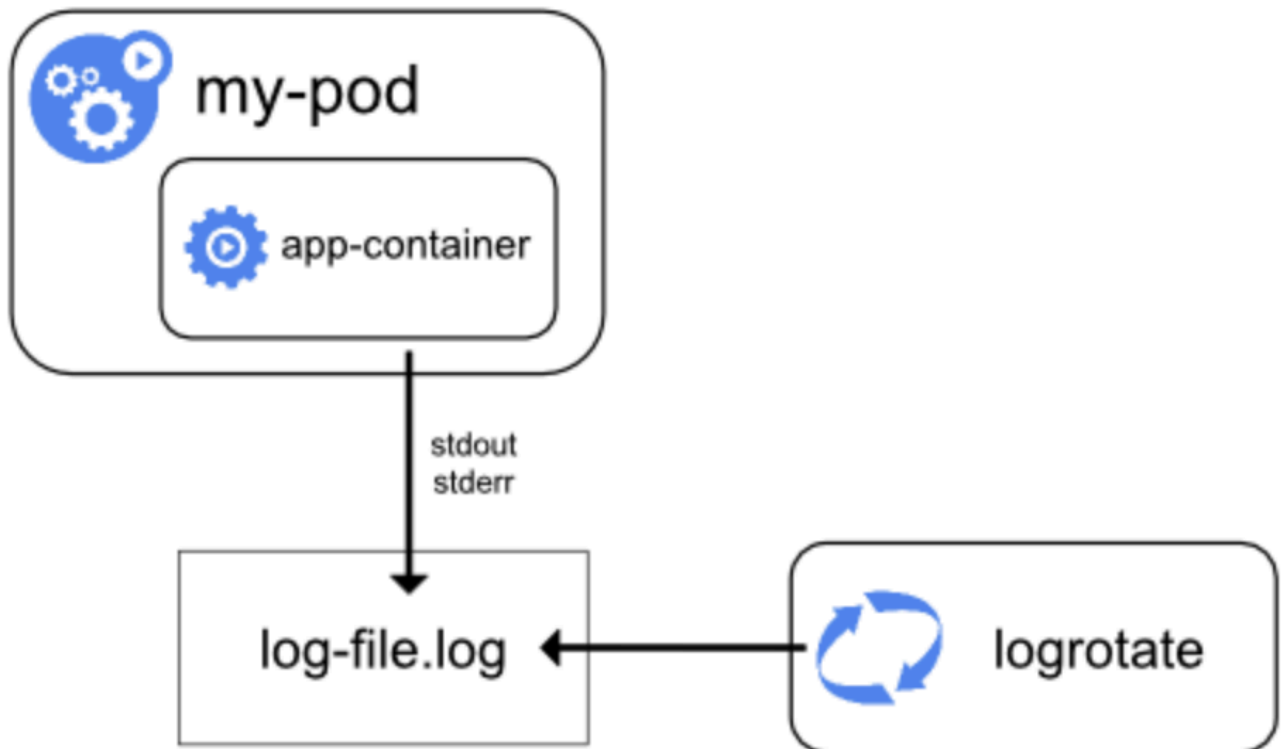 my-pod
app-container
stdout
stderr
log-file.log
logrotate